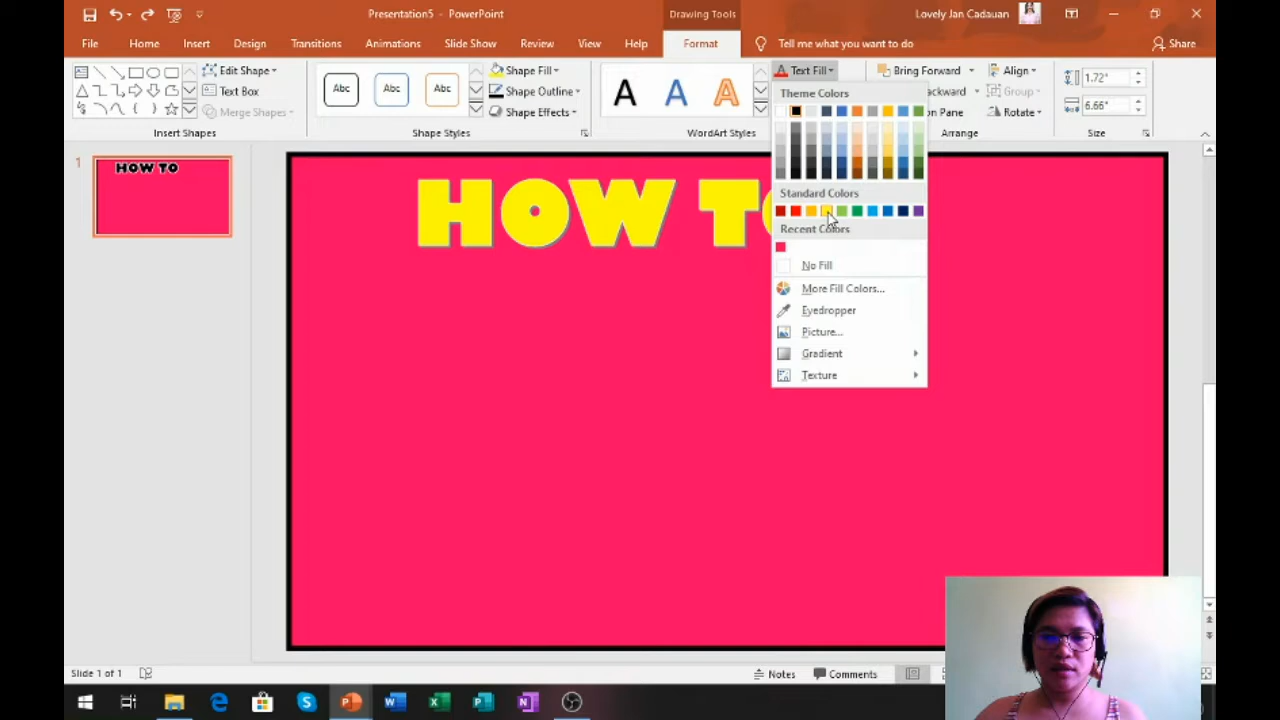 Presentation5 - PowerPoint
Drawing Tools
Lovely Jan Cadauan
File Home Insert Design Transitions Animations Slide Show Review View Help Format Tell me what you want to do Share
Edit Shape
Text Box
Merge Shapes
Insert Shapes
Abc Abc Abc
Shape Fill
Shape Outline
Shape Effects
Shape Styles
A A A
WordArt Styles
Text Fill
Bring Forward
ackward
on Pane
Align
Group
Rotate
Arrange
1.72"
6.66"
Size
Theme Colors
Standard Colors
Recent Colors
No Fill
More Fill Colors...
Eyedropper
Picture...
Gradient
Texture
1
HOW TO
HOW TO
Slide 1 of 1
Notes
Comments